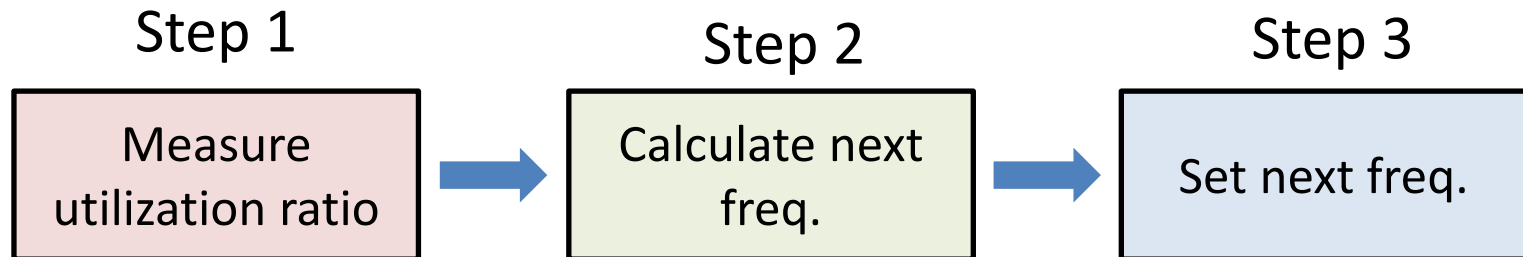 Step 1
Measure
utilization ratio
Step 2
Calculate next
freq.
Step 3
Set next freq.